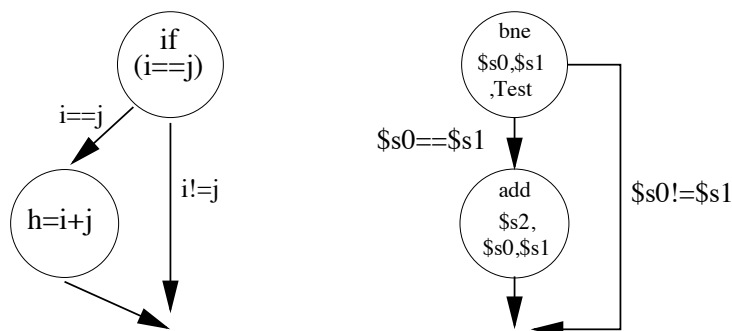 if
(i==j)
i==j
i!=j
h=i+j
bne
$s0,$s1
,Test
$s0==$s1
$s0!=$s1
add
$s2,
$s0,$s1